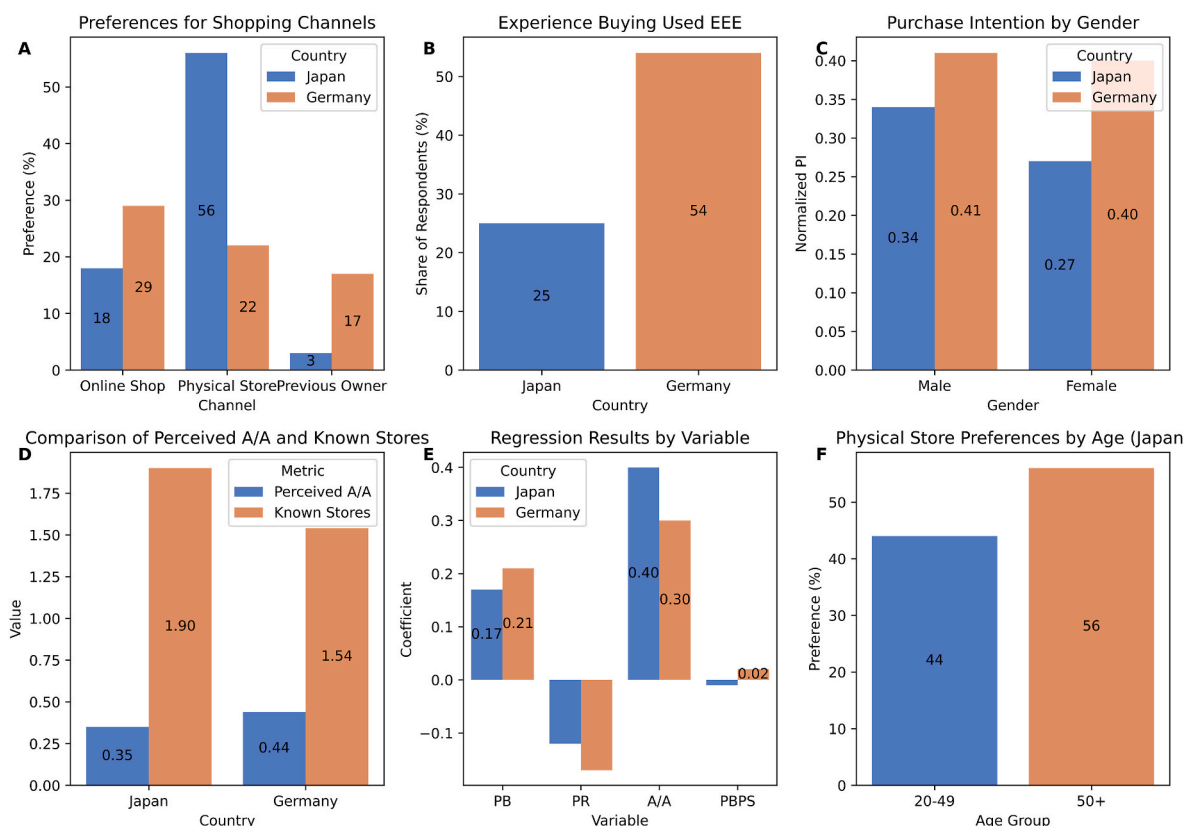 Preferences for Shopping Channels
A
Country
Japan
Germany
Preference (%)
50
40
30
20
10
0
18
29
56
22
3
17
Online Shop
Physical Store
Previous Owner
Channel
Experience Buying Used EEE
B
Share of Respondents (%)
50
40
30
20
10
0
25
54
Japan
Germany
Country
Purchase Intention by Gender
C
Country
Japan
Germany
Normalized PI
0.40
0.35
0.30
0.25
0.20
0.15
0.10
0.05
0.00
0.34
0.41
0.27
0.40
Male
Female
Gender
Comparison of Perceived A/A and Known Stores
D
Metric
Perceived A/A
Known Stores
Value
1.75
1.50
1.25
1.00
0.75
0.50
0.25
0.00
0.35
1.90
0.44
1.54
Japan
Germany
Country
Regression Results by Variable
E
Country
Japan
Germany
Coefficient
0.4
0.3
0.2
0.1
0.0
−0.1
0.17
0.21
0.40
0.30
0.02
PB
PR
A/A
PBPS
Variable
Physical Store Preferences by Age (Japan
F
Preference (%)
50
40
30
20
10
0
44
56
20-49
50+
Age Group